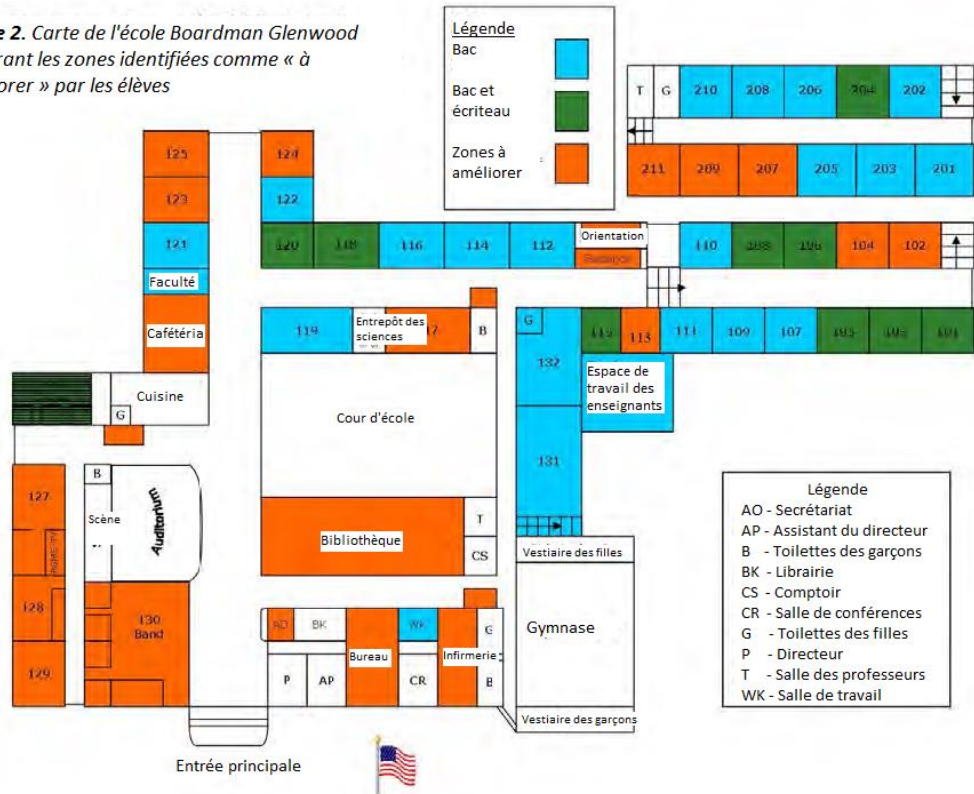 e 2. Carte de l'école Boardman Glenwood
rant les zones identifiées comme « à
orer » par les élèves
Légende
Bac
Bac et
écriteau
Zones à
améliorer
T G 210 208 206 204 202
211 209 207 205 203 201
125 124
123 122
121 120 118 116 114 112 Orientation 110 108 106 104 102
Faculté
Cafétéria
119 Entrepôt des
sciences B
G 132 115 113 111 109 107 105 103 101
Espace de
travail des
enseignants
Cuisine
G
Cour d'école
131
127
B
Scène
Auditorium
Bibliothèque
T
CS
Vestiaire des filles
128
129
130
Band
AO BK Bureau WK Infirmerie G
P AP CR B
Gymnase
Vestiaire des garçons
Entrée principale
Légende
AO - Secrétariat
AP - Assistant du directeur
B - Toilettes des garçons
BK - Librairie
CS - Comptoir
CR - Salle de conférences
G - Toilettes des filles
P - Directeur
T - Salle des professeurs
WK - Salle de travail